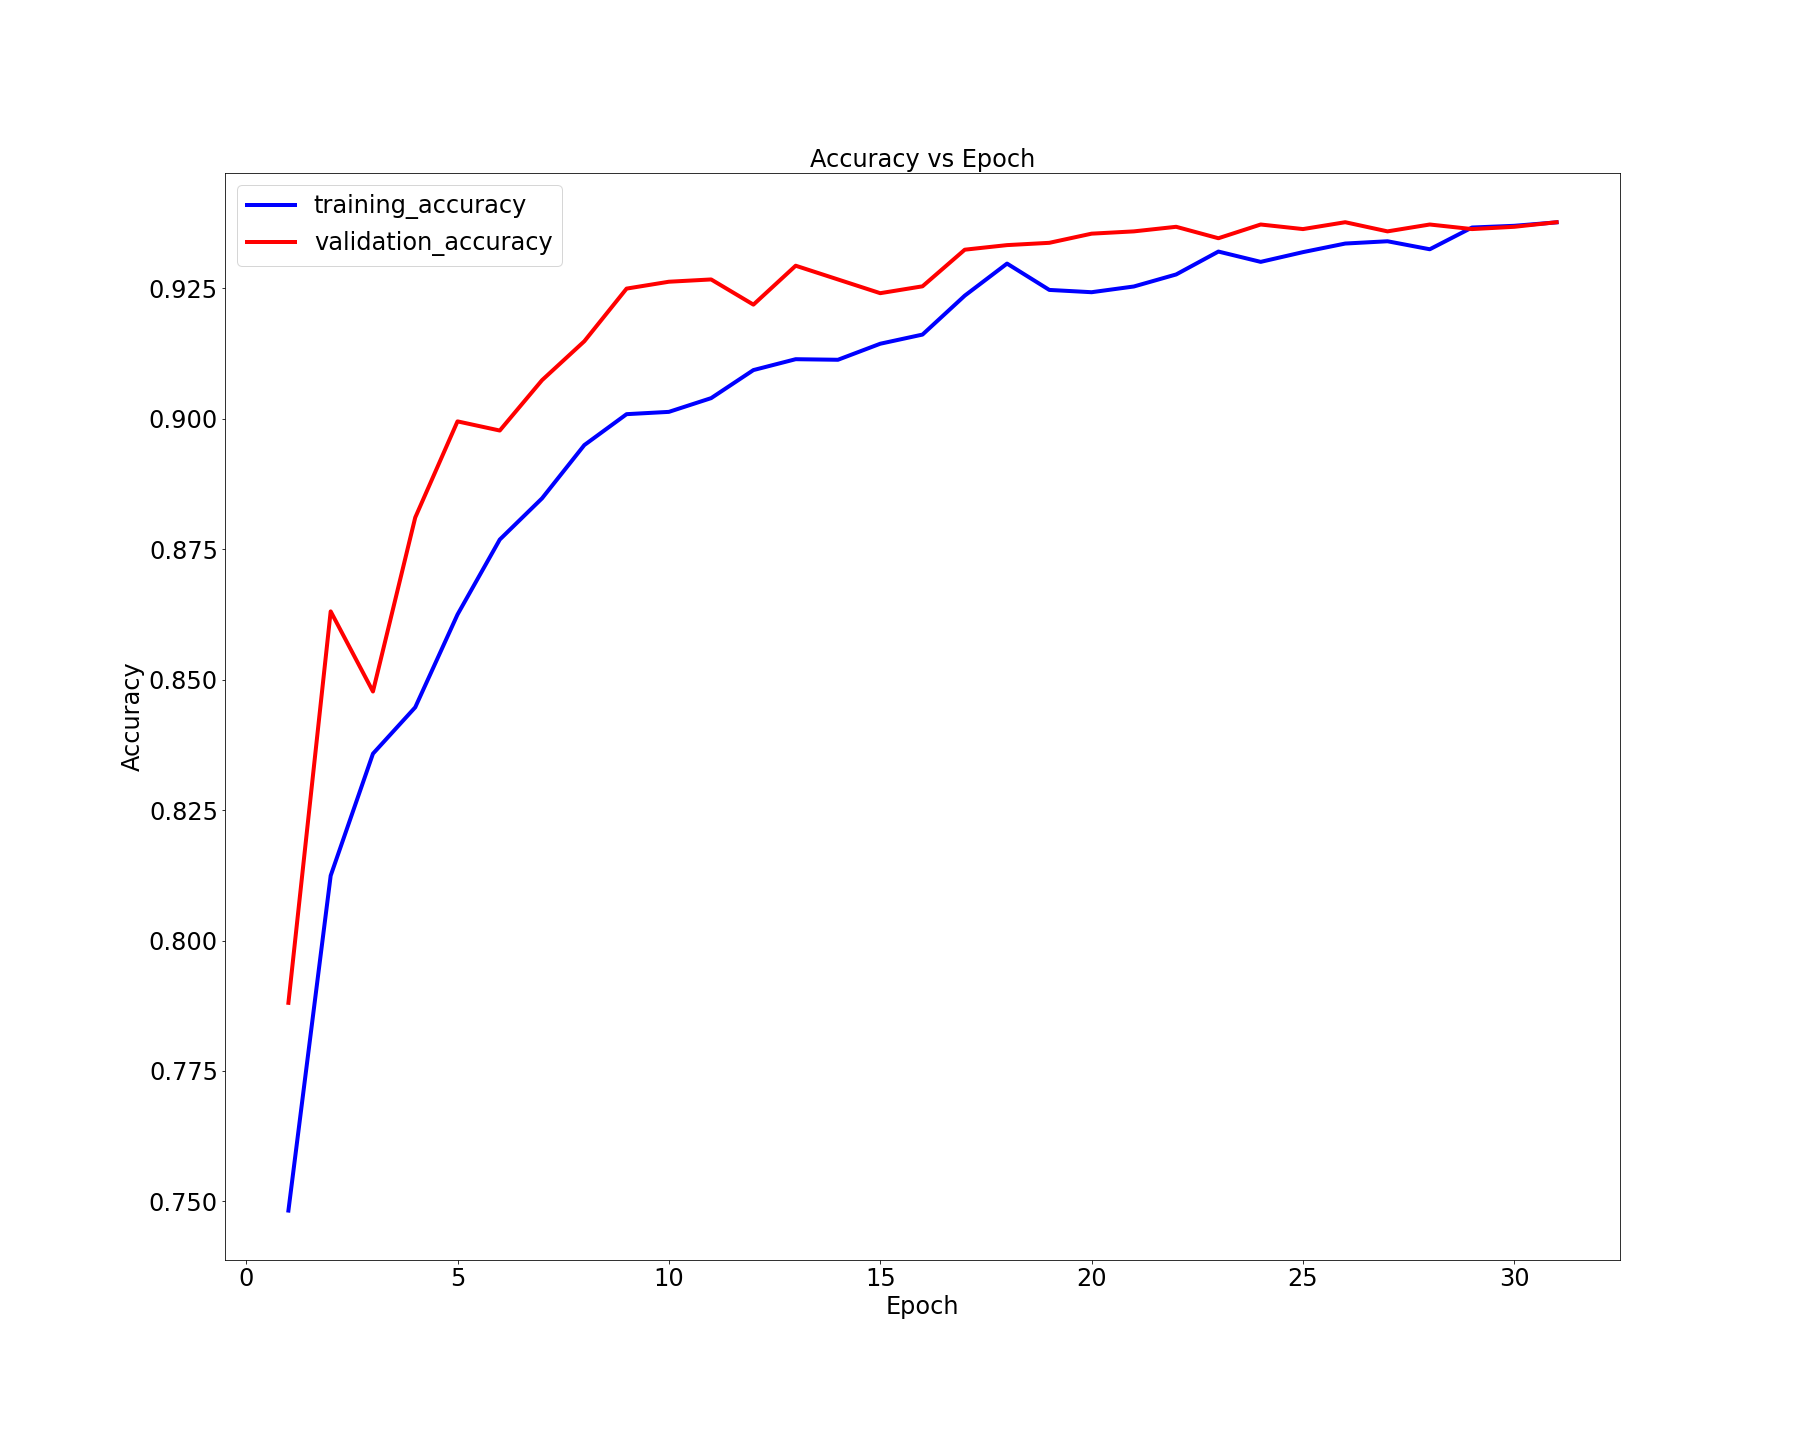 Accuracy vs Epoch
training_accuracy
validation_accuracy
0.925
0.900
0.875
0.850
0.825
0.800
0.775
0.750
Accuracy
0 5 10 15 20 25 30
Epoch